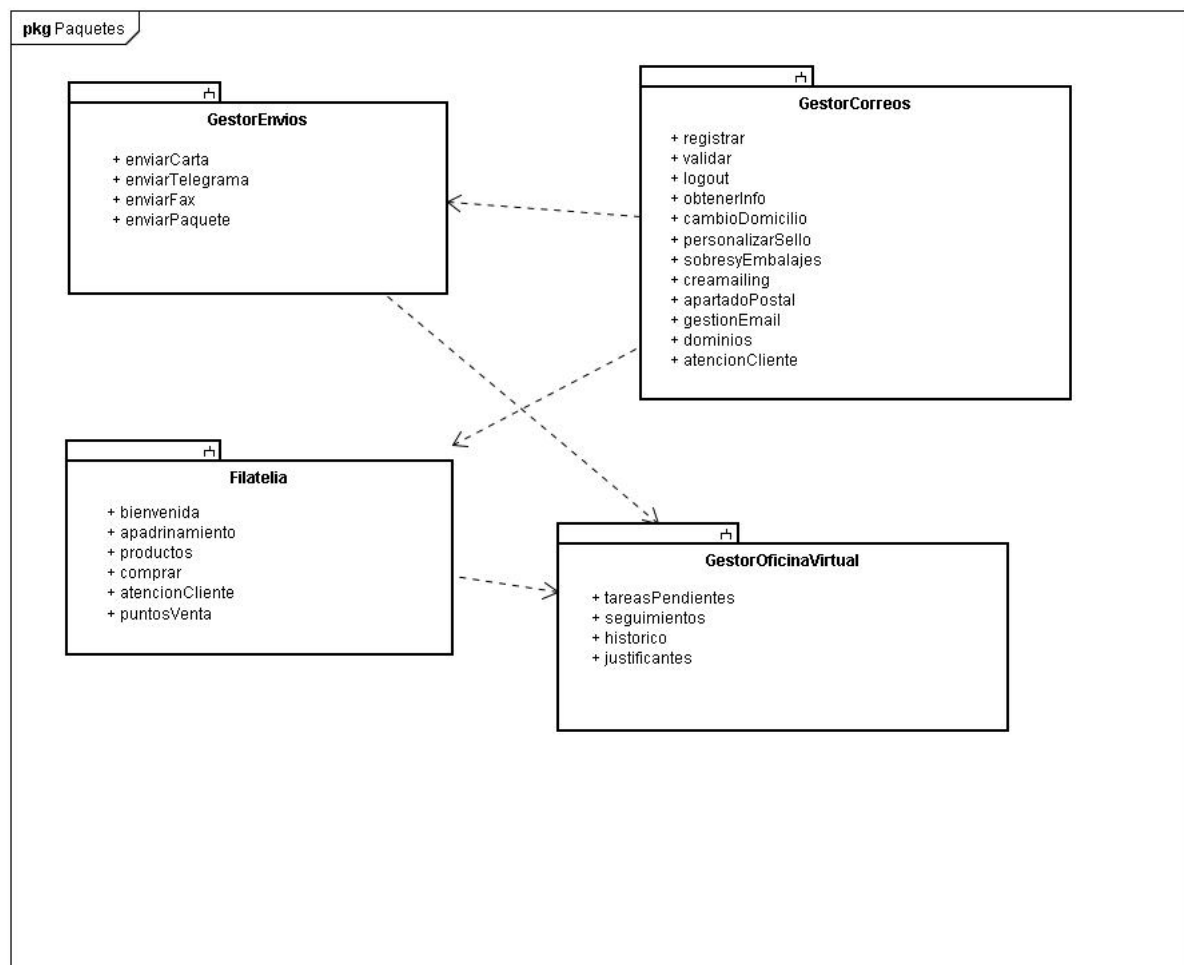 pkg Paquetes
GestorEnvios
+ enviarCarta
+ enviarTelegrama
+ enviarFax
+ enviarPaquete
GestorCorreos
+ registrar
+ validar
+ logout
+ obtenerInfo
+ cambioDomicilio
+ personalizarSello
+ sobresyEmbalajes
+ creamailing
+ apartadoPostal
+ gestionEmail
+ dominios
+ atencionCliente
Filatelia
+ bienvenida
+ apadrinamiento
+ productos
+ comprar
+ atencionCliente
+ puntosVenta
GestorOficinaVirtual
+ tareasPendientes
+ seguimientos
+ historico
+ justificantes